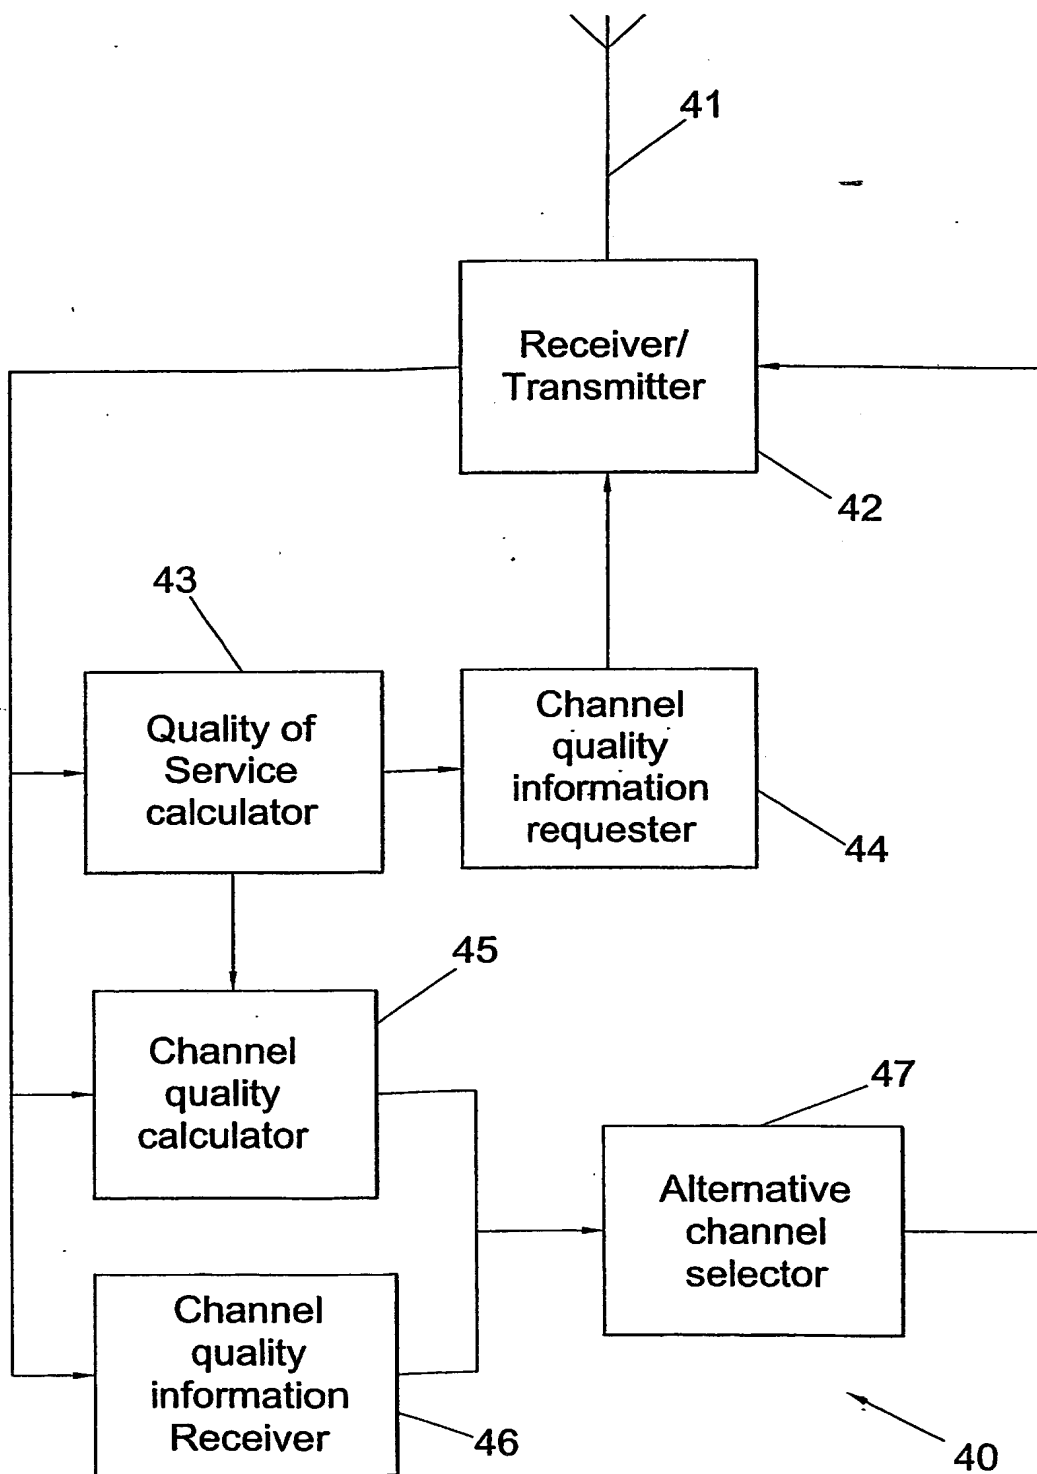 41
Receiver/
Transmitter
42
43
Quality of
Service
calculator
Channel
quality
information
requester
44
45
Channel
quality
calculator
47
Alternative
channel
selector
Channel
quality
information
Receiver
46
40